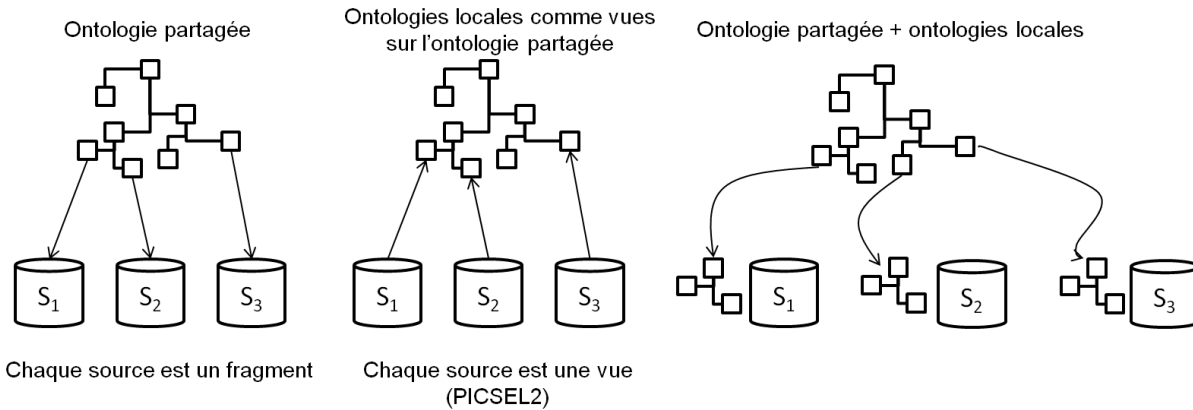 Ontologie partagée
Ontologies locales comme vues
sur l'ontologie partagée
Ontologie partagée + ontologies locales
S1
S2
S3
S1
S2
S3
S1
S2
S3
Chaque source est un fragment
Chaque source est une vue
(PICSEL2)